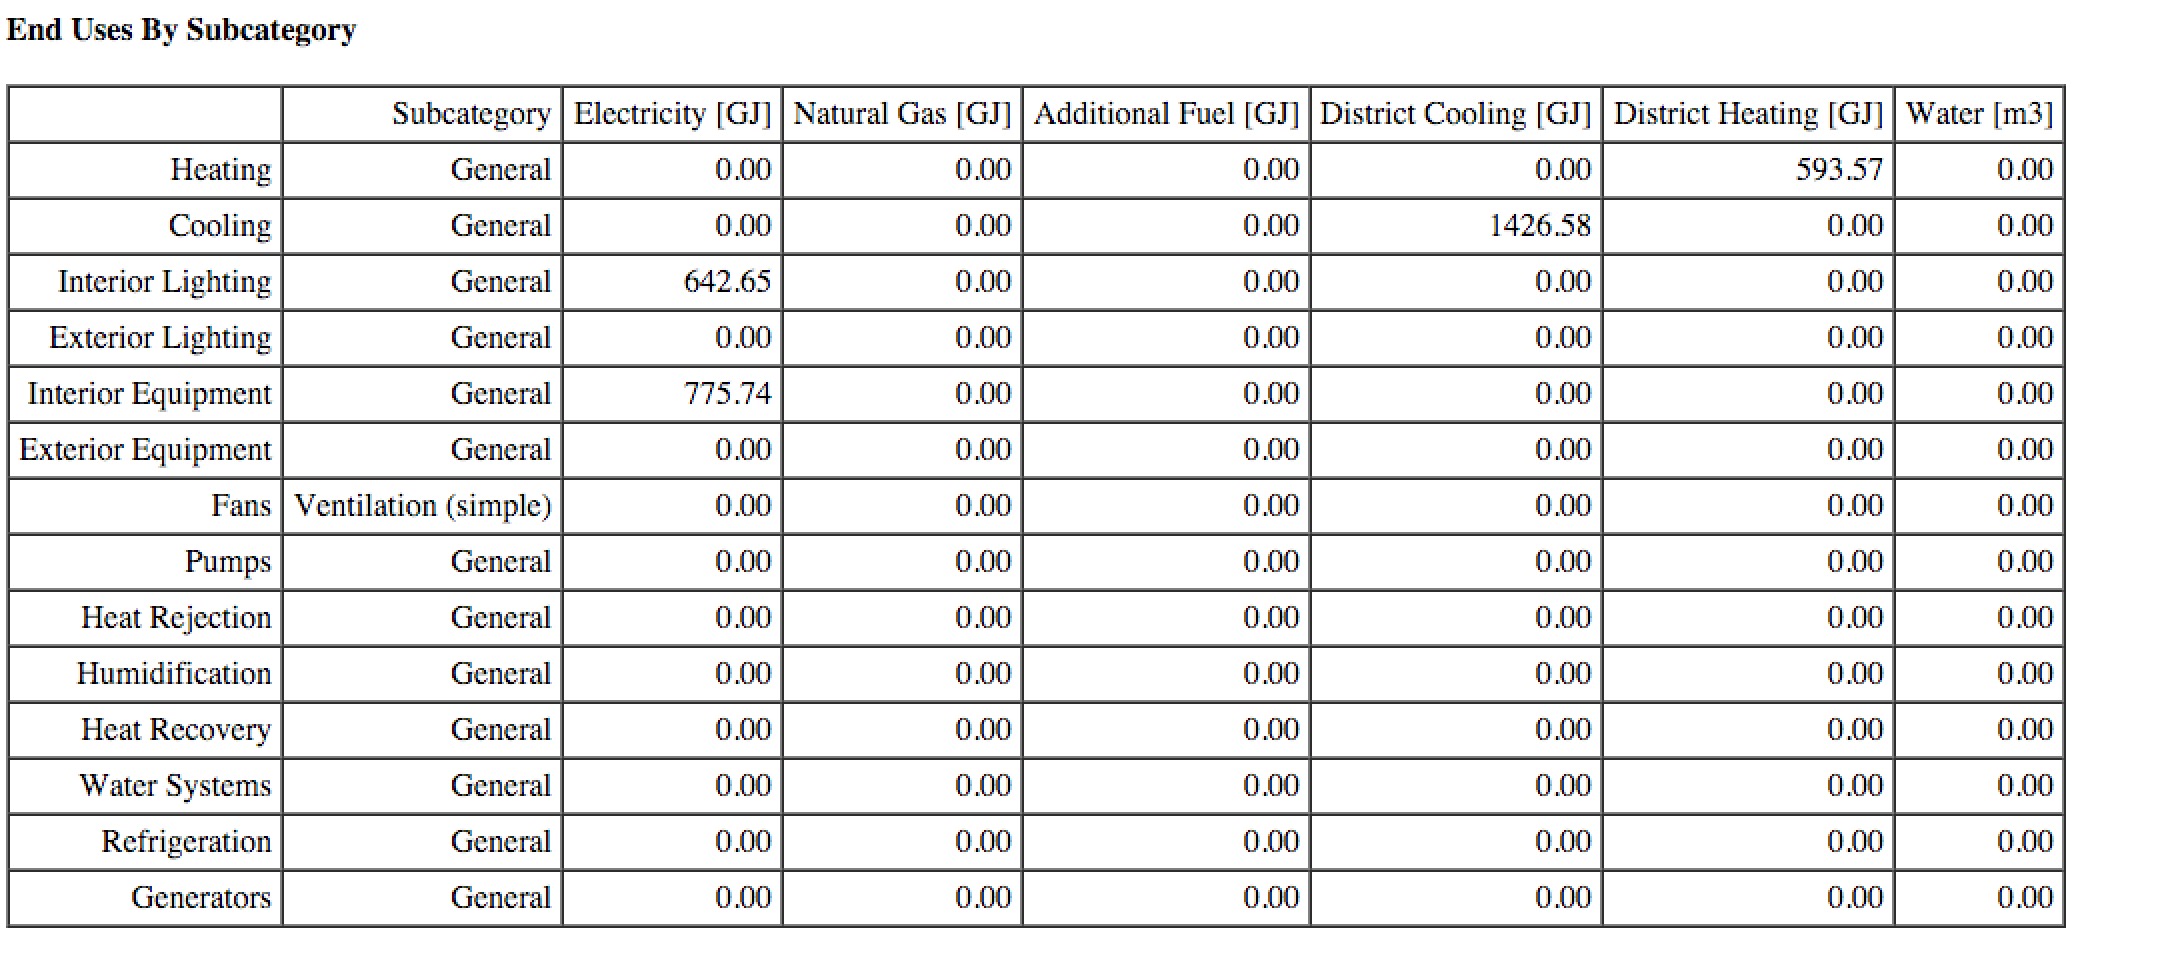 End Uses By Subcategory
Subcategory Electricity [GJ] Natural Gas [GJ] Additional Fuel [GJ] District Cooling [GJ] District Heating [GJ] Water [m3]
Heating General 0.00 0.00 0.00 0.00 593.57 0.00
Cooling General 0.00 0.00 0.00 1426.58 0.00 0.00
Interior Lighting General 642.65 0.00 0.00 0.00 0.00 0.00
Exterior Lighting General 0.00 0.00 0.00 0.00 0.00 0.00
Interior Equipment General 775.74 0.00 0.00 0.00 0.00 0.00
Exterior Equipment General 0.00 0.00 0.00 0.00 0.00 0.00
Fans Ventilation (simple) 0.00 0.00 0.00 0.00 0.00 0.00
Pumps General 0.00 0.00 0.00 0.00 0.00 0.00
Heat Rejection General 0.00 0.00 0.00 0.00 0.00 0.00
Humidification General 0.00 0.00 0.00 0.00 0.00 0.00
Heat Recovery General 0.00 0.00 0.00 0.00 0.00 0.00
Water Systems General 0.00 0.00 0.00 0.00 0.00 0.00
Refrigeration General 0.00 0.00 0.00 0.00 0.00 0.00
Generators General 0.00 0.00 0.00 0.00 0.00 0.00